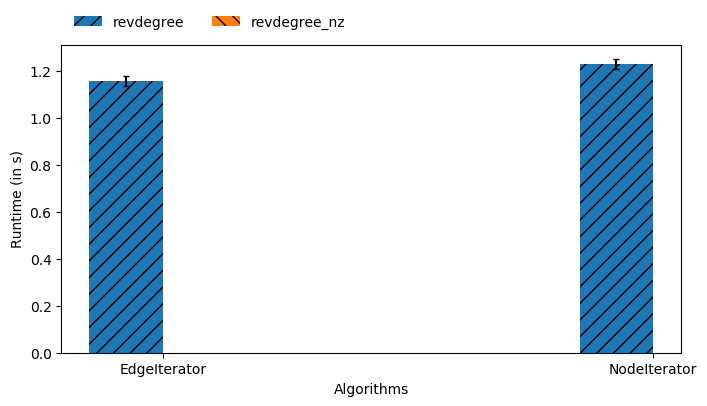 revdegree revdegree_nz
1.2
1.0
0.8
0.6
0.4
0.2
0.0
Runtime (in s)
EdgeIterator NodeIterator
Algorithms